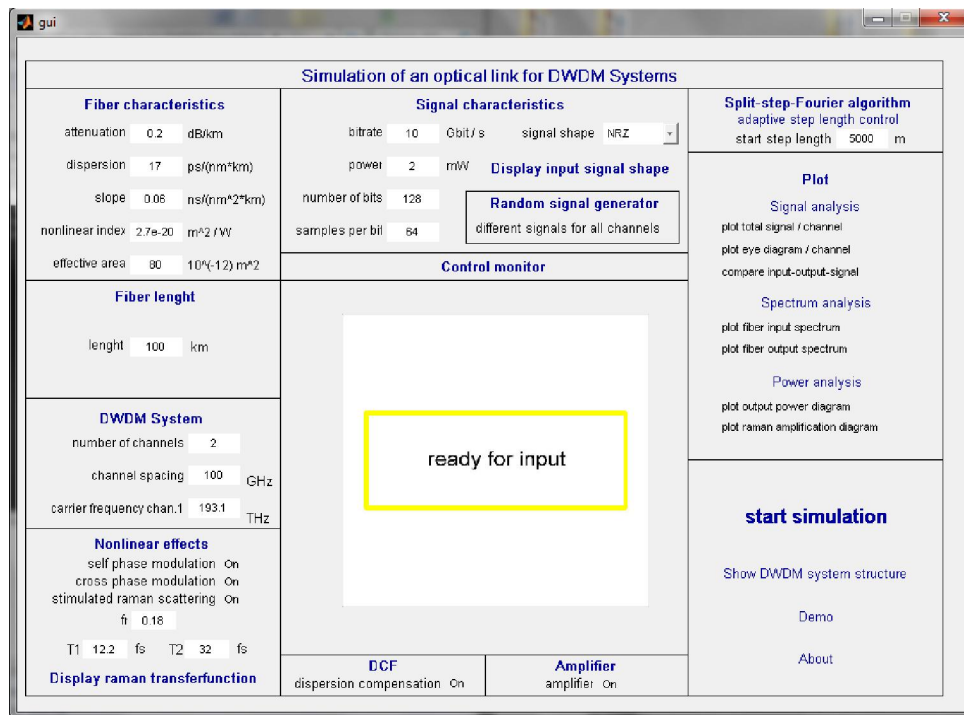 gui
Simulation of an optical link for DWDM Systems
Fiber characteristics
attenuation 0.2 dB/km
dispersion 17 ps/(nm*km)
slope 0.06 ns/(nm^2*km)
nonlinear index 2.7e-20 m^2 / W
effective area 80 10^(-12) m^2
Fiber lenght
lenght 100 km
DWDM System
number of channels 2
channel spacing 100 GHz
carrier frequency chan.1 193.1 THz
Nonlinear effects
self phase modulation On
cross phase modulation On
stimulated raman scattering On
fr 0.18
T1 12.2 fs T2 32 fs
Display raman transferfunction
Signal characteristics
bitrate 10 Gbit / s signal shape NRZ
power 2 mW Display input signal shape
number of bits 128
Random signal generator
samples per bit 64 different signals for all channels
Control monitor
ready for input
DCF
dispersion compensation On
Amplifier
amplifier On
Split-step-Fourier algorithm
adaptive step length control
start step length 5000 m
Plot
Signal analysis
plot total signal / channel
plot eye diagram / channel
compare input-output-signal
Spectrum analysis
plot fiber input spectrum
plot fiber output spectrum
Power analysis
plot output power diagram
plot raman amplification diagram
start simulation
Show DWDM system structure
Demo
About